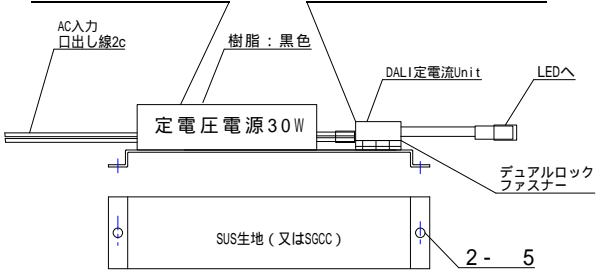 AC入力
口出し線2c
樹脂：黒色
DALI定電流Unit
LEDへ
定電圧電源30W
デュアルロック
ファスナー
SUS生地（又はSGCC）
2-　5